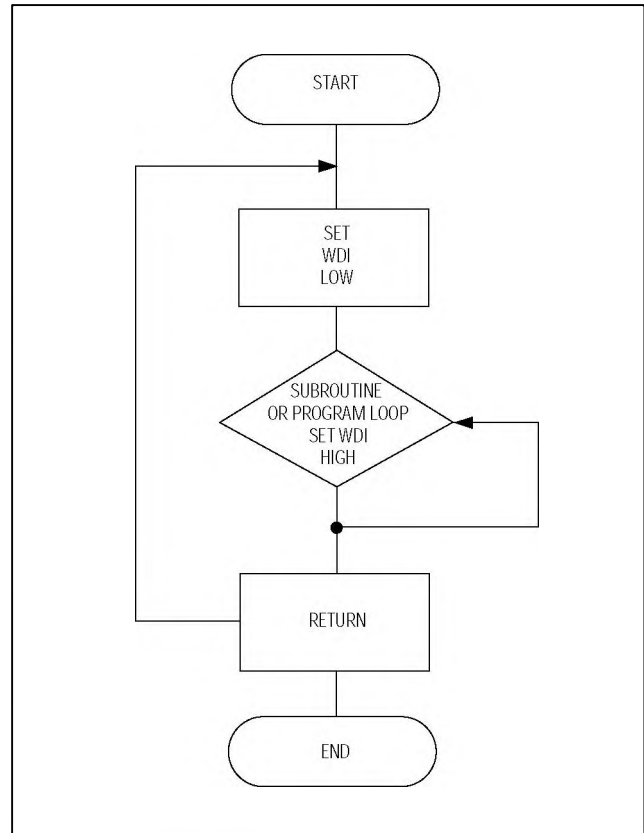 START
SET
WDI
LOW
SUBROUTINE
OR PROGRAM LOOP
SET WDI
HIGH
RETURN
END